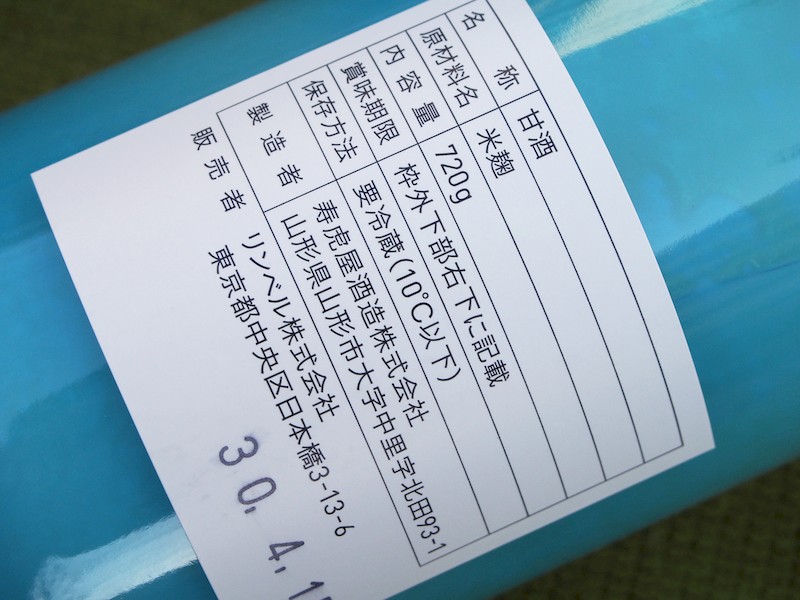 名称 甘酒
原材料名 米麹
内容量 720g
賞味期限 枠外下部右下に記載
保存方法 要冷蔵(10℃以下)
製造者 寿虎屋酒造株式会社
山形県山形市大字中里字北田93-1
販売者 リンベル株式会社
東京都中央区日本橋3-13-6
30.4.1